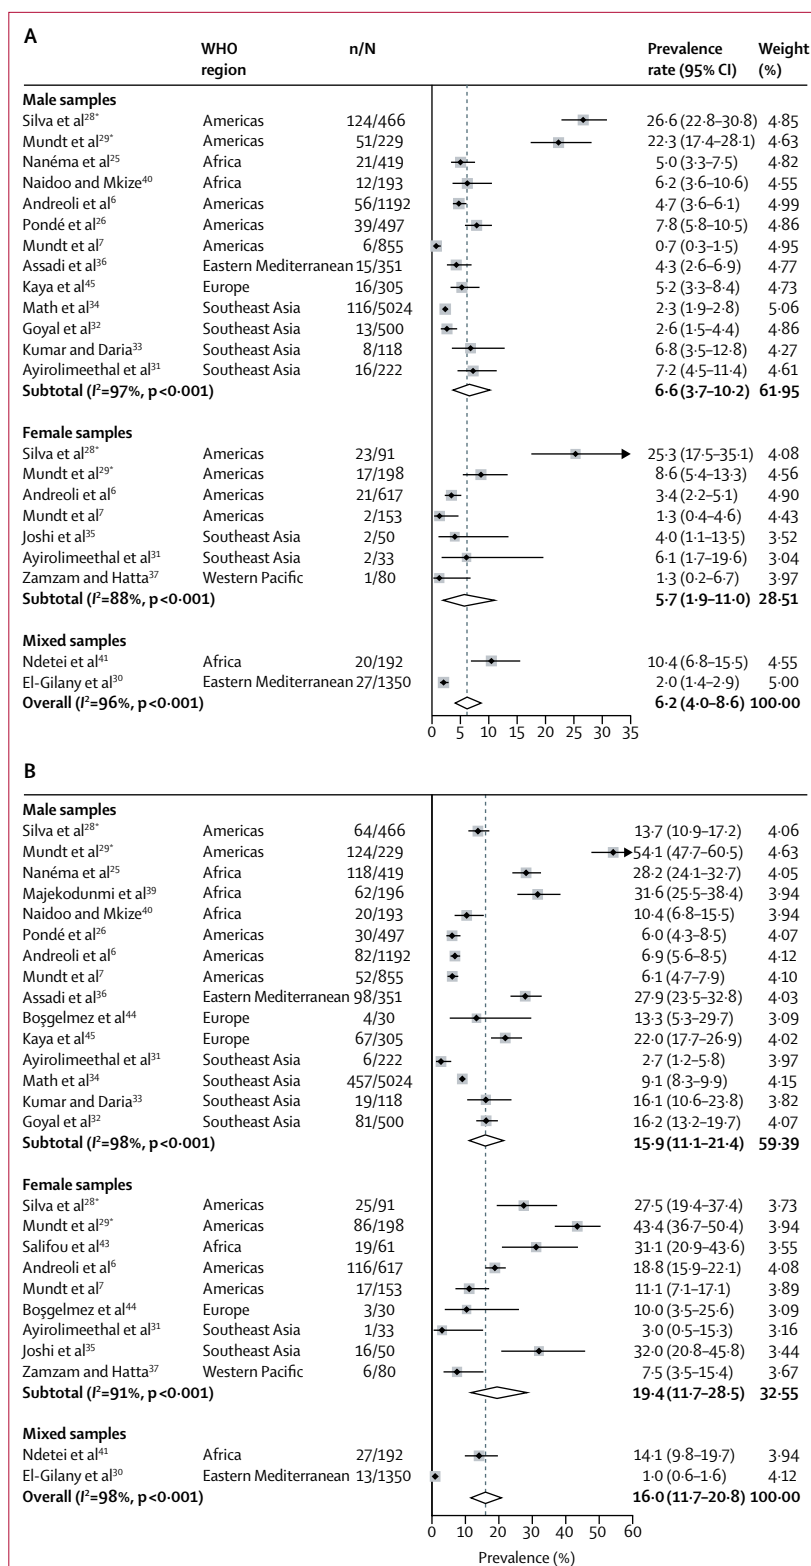 A
WHO region n/N Prevalence rate (95% CI) Weight (%)
Male samples
Silva et al28* Americas 124/466 26·6 (22·8–30·8) 4·85
Mundt et al29* Americas 51/229 22·3 (17·4–28·1) 4·63
Nanéma et al25 Africa 21/419 5·0 (3·3–7·5) 4·82
Naidoo and Mkize40 Africa 12/193 6·2 (3·6–10·6) 4·55
Andreoli et al6 Americas 56/1192 4·7 (3·6–6·1) 4·99
Pondé et al26 Americas 39/497 7·8 (5·8–10·5) 4·86
Mundt et al7 Americas 6/855 0·7 (0·3–1·5) 4·95
Assadi et al36 Eastern Mediterranean 15/351 4·3 (2·6–6·9) 4·77
Kaya et al45 Europe 16/305 5·2 (3·3–8·4) 4·73
Math et al34 Southeast Asia 116/5024 2·3 (1·9–2·8) 5·06
Goyal et al32 Southeast Asia 13/500 2·6 (1·5–4·4) 4·86
Kumar and Daria33 Southeast Asia 8/118 6·8 (3·5–12·8) 4·27
Ayirolimeethal et al31 Southeast Asia 16/222 7·2 (4·5–11·4) 4·61
Subtotal (I2=97%, p<0·001) 6·6 (3·7–10·2) 61·95
Female samples
Silva et al28* Americas 23/91 25·3 (17·5–35·1) 4·08
Mundt et al29* Americas 17/198 8·6 (5·4–13·3) 4·56
Andreoli et al6 Americas 21/617 3·4 (2·2–5·1) 4·90
Mundt et al7 Americas 2/153 1·3 (0·4–4·6) 4·43
Joshi et al35 Southeast Asia 2/50 4·0 (1·1–13·5) 3·52
Ayirolimeethal et al31 Southeast Asia 2/33 6·1 (1·7–19·6) 3·04
Zamzam and Hatta37 Western Pacific 1/80 1·3 (0·2–6·7) 3·97
Subtotal (I2=88%, p<0·001) 5·7 (1·9–11·0) 28·51
Mixed samples
Ndetei et al41 Africa 20/192 10·4 (6·8–15·5) 4·55
El-Gilany et al30 Eastern Mediterranean 27/1350 2·0 (1·4–2·9) 5·00
Overall (I2=96%, p<0·001) 6·2 (4·0–8·6) 100·00
0 5 10 15 20 25 30 35
B
Male samples
Silva et al28* Americas 64/466 13·7 (10·9–17·2) 4·06
Mundt et al29* Americas 124/229 54·1 (47·7–60·5) 4·63
Nanéma et al25 Africa 118/419 28·2 (24·1–32·7) 4·05
Majekodunmi et al39 Africa 62/196 31·6 (25·5–38·4) 3·94
Naidoo and Mkize40 Africa 20/193 10·4 (6·8–15·5) 3·94
Pondé et al26 Americas 30/497 6·0 (4·3–8·5) 4·07
Andreoli et al6 Americas 82/1192 6·9 (5·6–8·5) 4·12
Mundt et al7 Americas 52/855 6·1 (4·7–7·9) 4·10
Assadi et al36 Eastern Mediterranean 98/351 27·9 (23·5–32·8) 4·03
Boşgelmez et al44 Europe 4/30 13·3 (5·3–29·7) 3·09
Kaya et al45 Europe 67/305 22·0 (17·7–26·9) 4·02
Ayirolimeethal et al31 Southeast Asia 6/222 2·7 (1·2–5·8) 3·97
Math et al34 Southeast Asia 457/5024 9·1 (8·3–9·9) 4·15
Kumar and Daria33 Southeast Asia 19/118 16·1 (10·6–23·8) 3·82
Goyal et al32 Southeast Asia 81/500 16·2 (13·2–19·7) 4·07
Subtotal (I2=98%, p<0·001) 15·9 (11·1–21·4) 59·39
Female samples
Silva et al28* Americas 25/91 27·5 (19·4–37·4) 3·73
Mundt et al29* Americas 86/198 43·4 (36·7–50·4) 3·94
Salifou et al43 Africa 19/61 31·1 (20·9–43·6) 3·55
Andreoli et al6 Americas 116/617 18·8 (15·9–22·1) 4·08
Mundt et al7 Americas 17/153 11·1 (7·1–17·1) 3·89
Boşgelmez et al44 Europe 3/30 10·0 (3·5–25·6) 3·09
Ayirolimeethal et al31 Southeast Asia 1/33 3·0 (0·5–15·3) 3·16
Joshi et al35 Southeast Asia 16/50 32·0 (20·8–45·8) 3·44
Zamzam and Hatta37 Western Pacific 6/80 7·5 (3·5–15·4) 3·67
Subtotal (I2=91%, p<0·001) 19·4 (11·7–28·5) 32·55
Mixed samples
Ndetei et al41 Africa 27/192 14·1 (9·8–19·7) 3·94
El-Gilany et al30 Eastern Mediterranean 13/1350 1·0 (0·6–1·6) 4·12
Overall (I2=98%, p<0·001) 16·0 (11·7–20·8) 100·00
0 10 20 30 40 50 60
Prevalence (%)